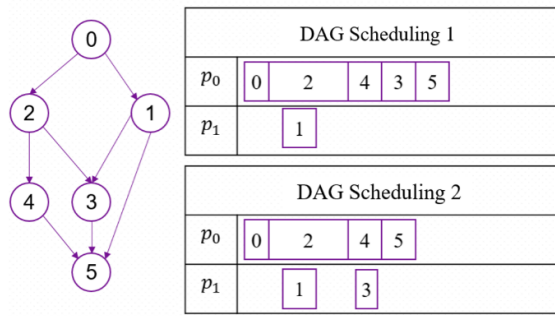 0
2
1
4
3
5
DAG Scheduling 1
p₀ 0 2 4 3 5
p₁ 1
DAG Scheduling 2
p₀ 0 2 4 5
p₁ 1 3